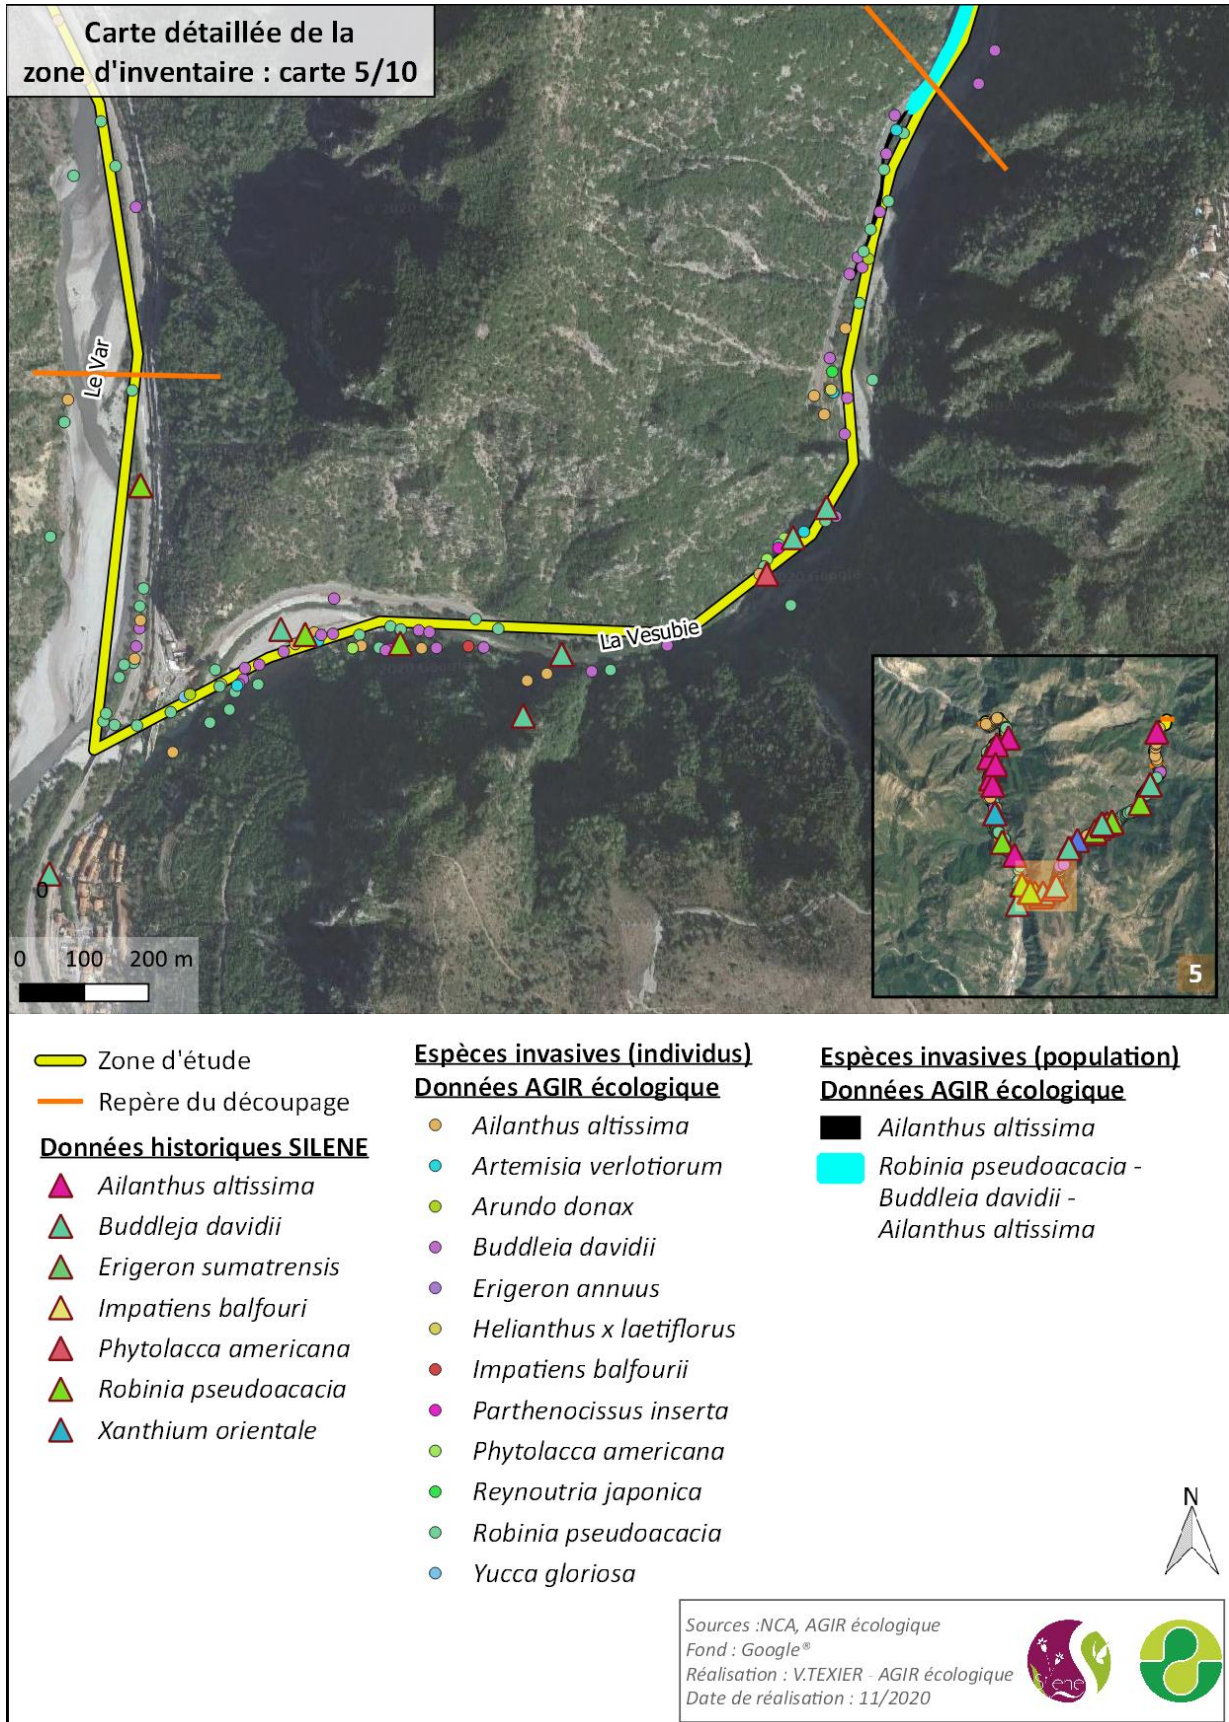 Carte détaillée de la
zone d'inventaire : carte 5/10
Le Var
La Vesubie
0
0 100 200 m
5
Zone d'étude
Repère du découpage
Données historiques SILENE
Ailanthus altissima
Buddleja davidii
Erigeron sumatrensis
Impatiens balfouri
Phytolacca americana
Robinia pseudoacacia
Xanthium orientale
Espèces invasives (individus)
Données AGIR écologique
Ailanthus altissima
Artemisia verlotiorum
Arundo donax
Buddleia davidii
Erigeron annuus
Helianthus x laetiflorus
Impatiens balfourii
Parthenocissus inserta
Phytolacca americana
Reynoutria japonica
Robinia pseudoacacia
Yucca gloriosa
Espèces invasives (population)
Données AGIR écologique
Ailanthus altissima
Robinia pseudoacacia -
Buddleia davidii -
Ailanthus altissima
N
Sources :NCA, AGIR écologique
Fond : Google®
Réalisation : V.TEXIER - AGIR écologique
Date de réalisation : 11/2020